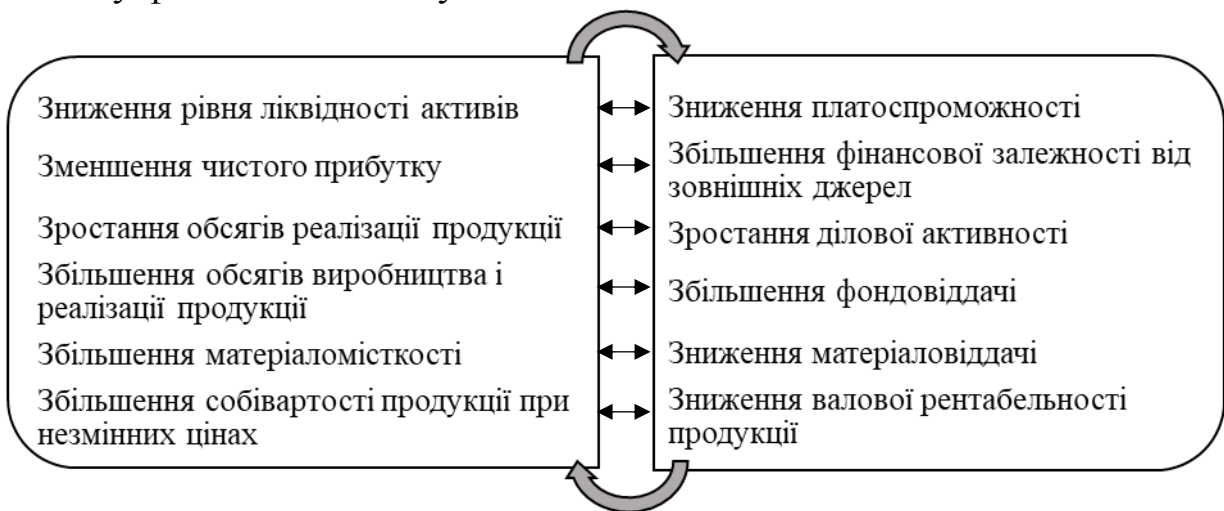 Зниження рівня ліквідності активів
Зменшення чистого прибутку
Зростання обсягів реалізації продукції
Збільшення обсягів виробництва і
реалізації продукції
Збільшення матеріаломісткості
Збільшення собівартості продукції при
незмінних цінах
Зниження платоспроможності
Збільшення фінансової залежності від
зовнішніх джерел
Зростання ділової активності
Збільшення фондовіддачі
Зниження матеріаловіддачі
Зниження валової рентабельності
продукції